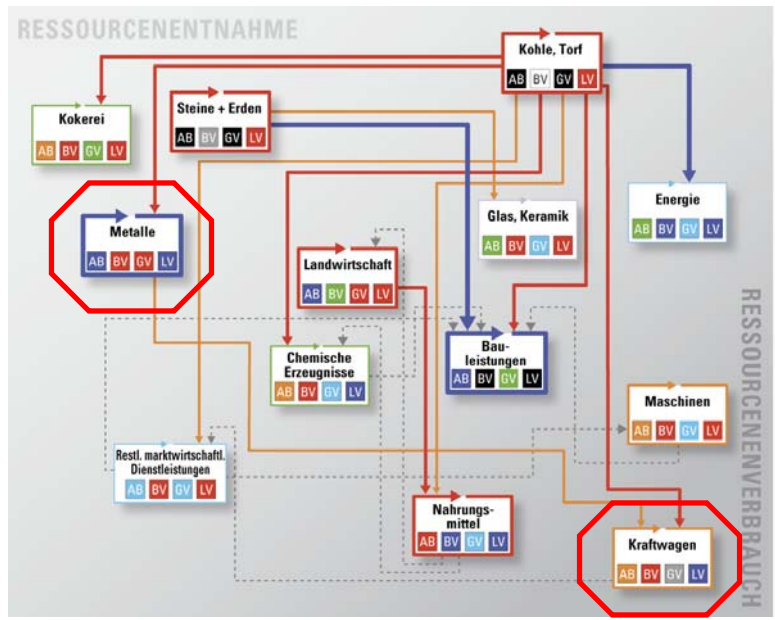 RESSOURCENENTNAHME
Kohle, Torf
AB BV GV LV
Steine + Erden
AB BV GV LV
Kokerei
AB BV GV LV
Energie
AB BV GV LV
Glas, Keramik
AB BV GV LV
Metalle
AB BV GV LV
Landwirtschaft
AB BV GV LV
Bau-
leistungen
AB BV GV LV
Chemische
Erzeugnisse
AB BV GV LV
Maschinen
AB BV GV LV
Restl. marktwirtschaftl.
Dienstleistungen
AB BV GV LV
Nahrungs-
mittel
AB BV GV LV
Kraftwagen
AB BV GV LV
RESSOURCENENVERBRAUCH